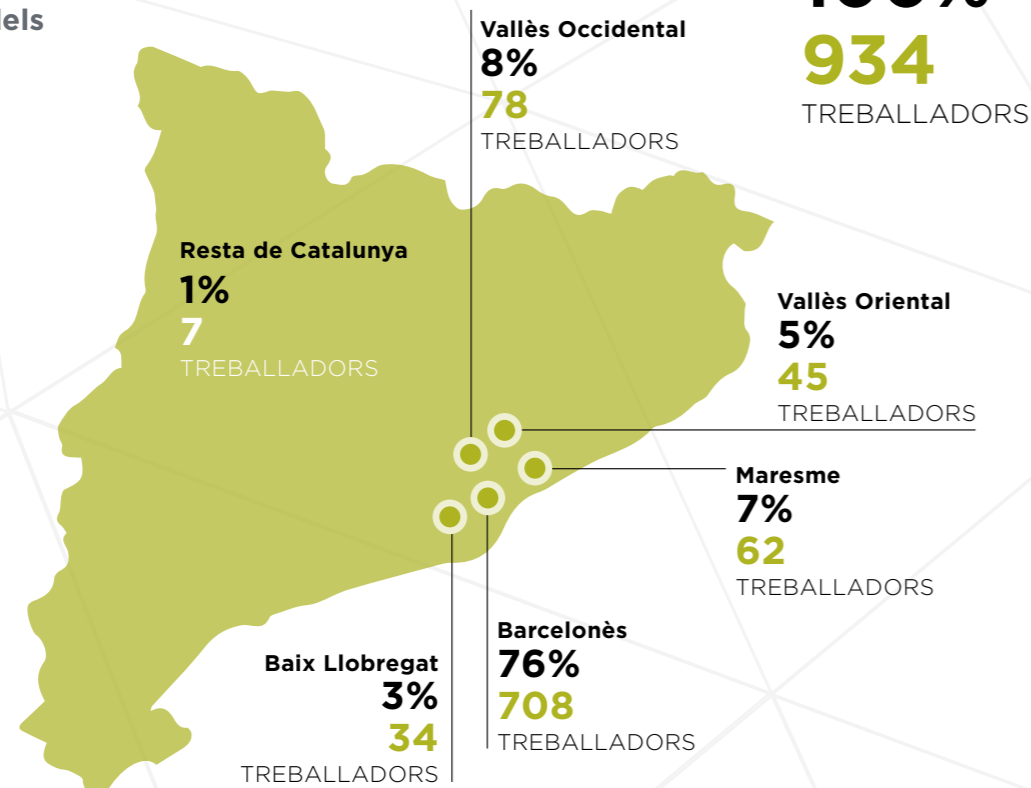 Vallès Occidental
8%
78
TREBALLADORS
934
TREBALLADORS
Resta de Catalunya
1%
7
TREBALLADORS
Vallès Oriental
5%
45
TREBALLADORS
Maresme
7%
62
TREBALLADORS
Barcelonès
76%
708
TREBALLADORS
Baix Llobregat
3%
34
TREBALLADORS